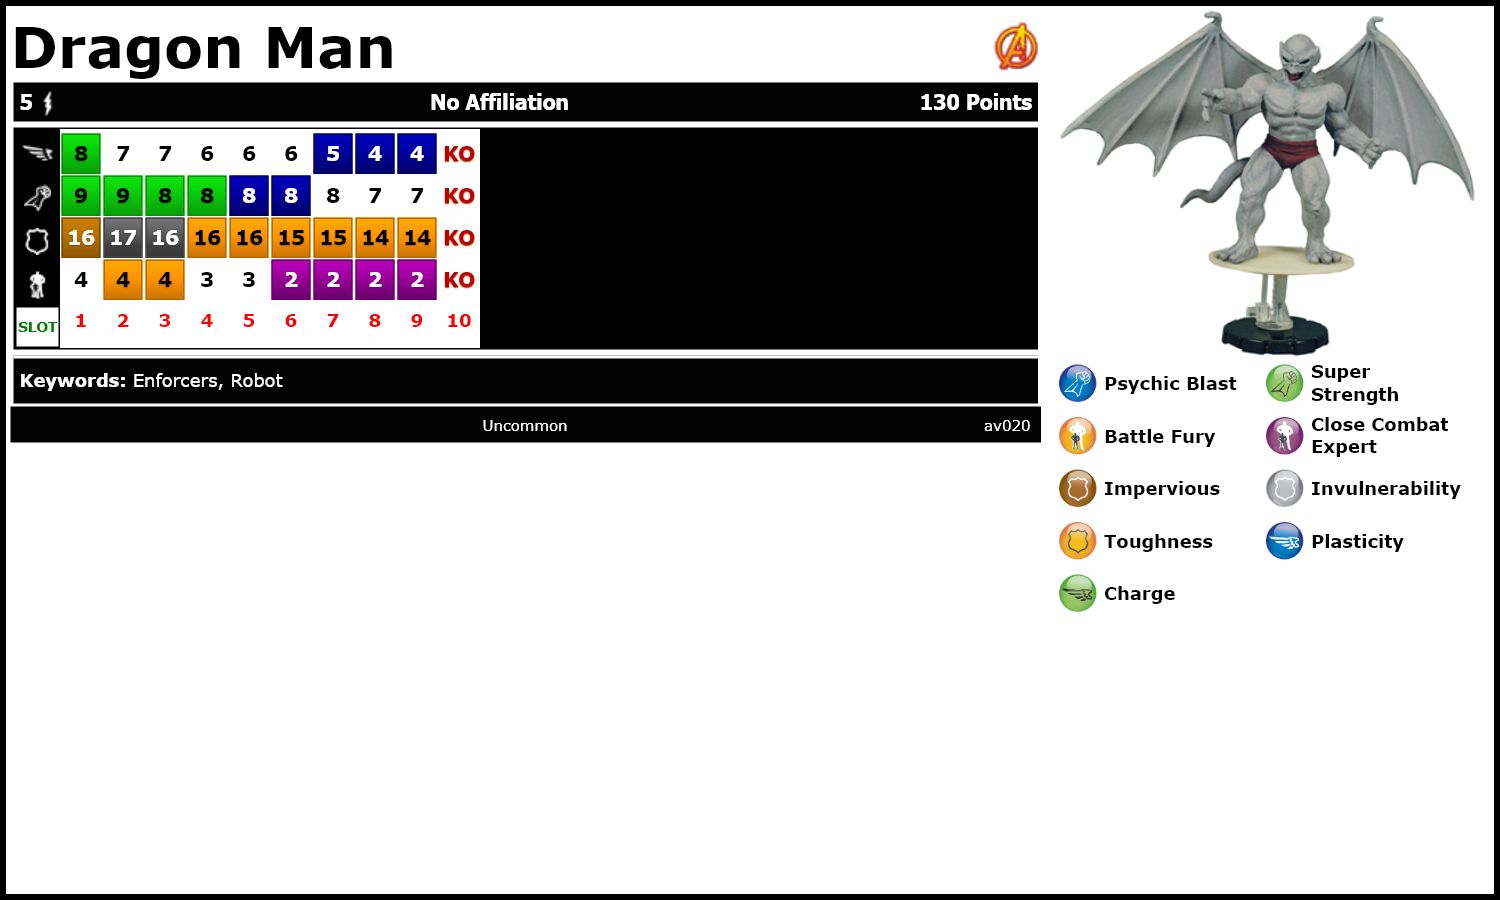 Dragon Man
5 No Affiliation 130 Points
8 7 7 6 6 6 5 4 4 KO
9 9 8 8 8 8 8 7 7 KO
16 17 16 16 16 15 15 14 14 KO
4 4 4 3 3 2 2 2 2 KO
SLOT 1 2 3 4 5 6 7 8 9 10
Keywords: Enforcers, Robot
Uncommon av020
Psychic Blast
Super
Strength
Battle Fury
Close Combat
Expert
Impervious
Invulnerability
Toughness
Plasticity
Charge